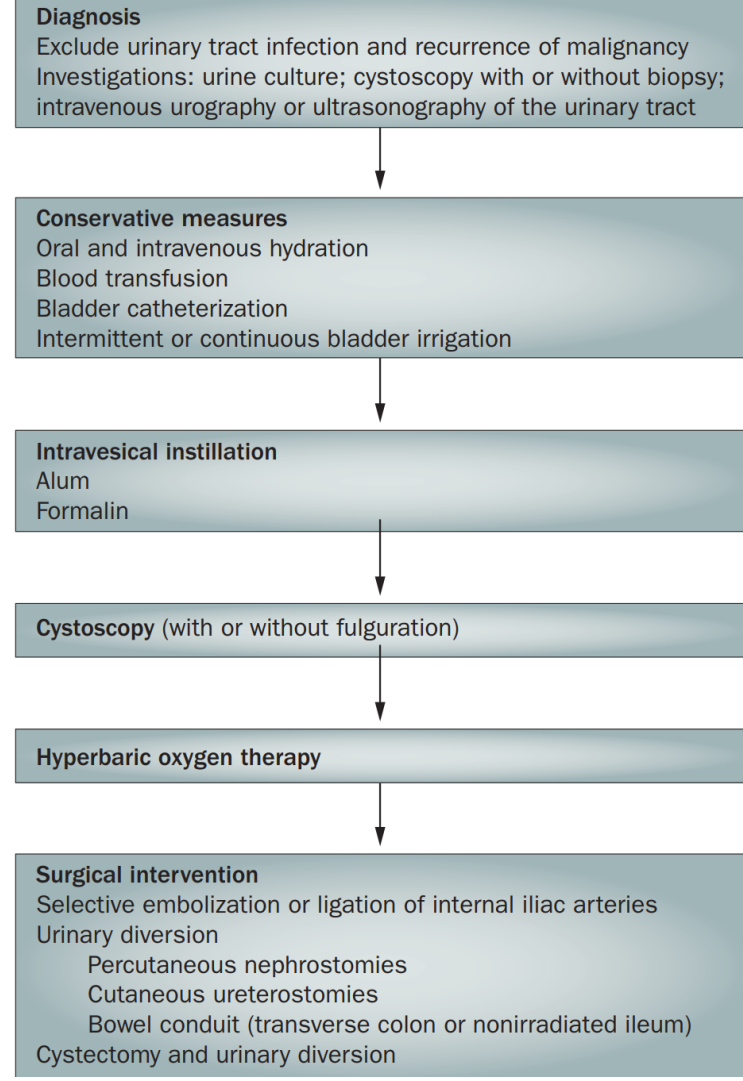 Diagnosis
Exclude urinary tract infection and recurrence of malignancy
Investigations: urine culture; cystoscopy with or without biopsy;
intravenous urography or ultrasonography of the urinary tract
Conservative measures
Oral and intravenous hydration
Blood transfusion
Bladder catheterization
Intermittent or continuous bladder irrigation
Intravesical instillation
Alum
Formalin
Cystoscopy (with or without fulguration)
Hyperbaric oxygen therapy
Surgical intervention
Selective embolization or ligation of internal iliac arteries
Urinary diversion
Percutaneous nephrostomies
Cutaneous ureterostomies
Bowel conduit (transverse colon or nonirradiated ileum)
Cystectomy and urinary diversion